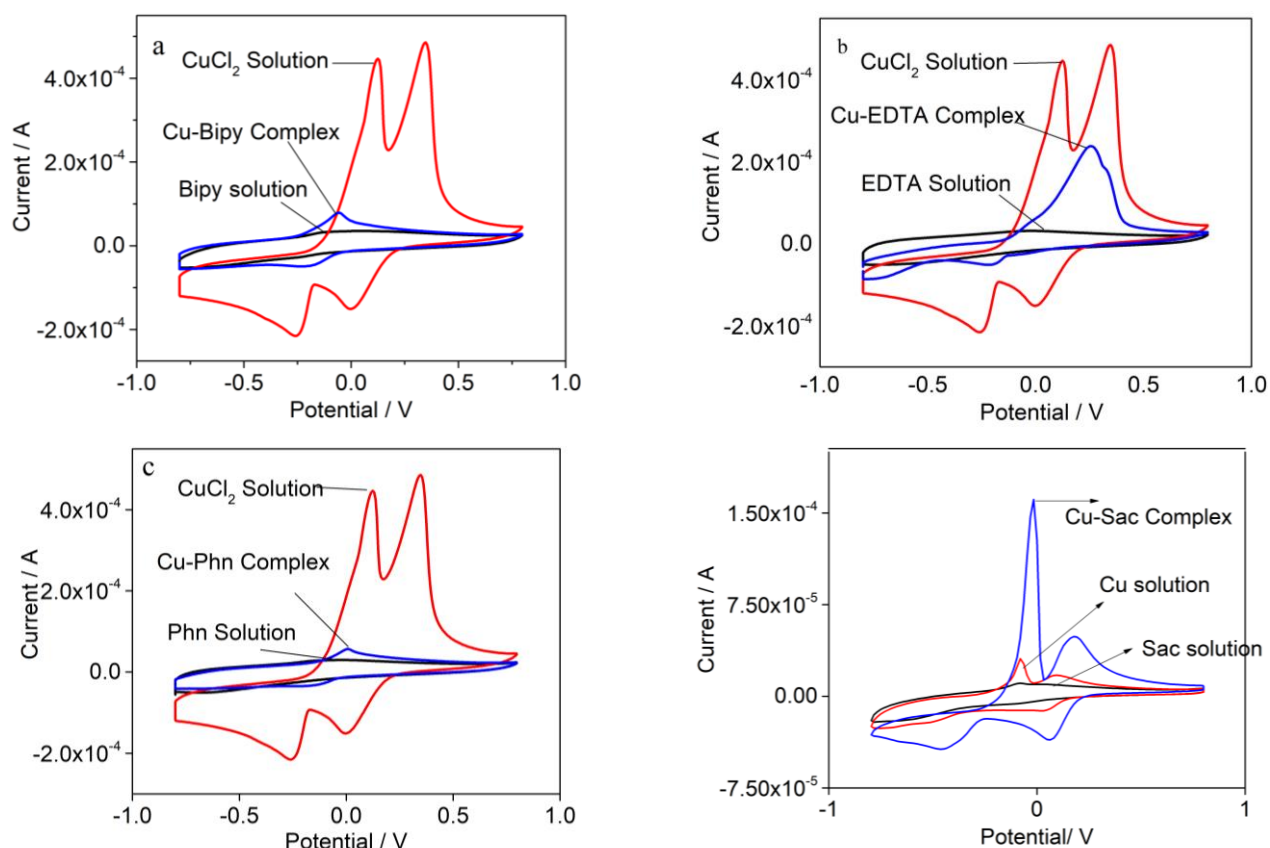 a
CuCl₂ Solution
Cu-Bipy Complex
Bipy solution
4.0x10⁻⁴
2.0x10⁻⁴
0.0
-2.0x10⁻⁴
Current / A
-1.0 -0.5 0.0 0.5 1.0
Potential / V
b
CuCl₂ Solution
Cu-EDTA Complex
EDTA Solution
4.0x10⁻⁴
2.0x10⁻⁴
0.0
-2.0x10⁻⁴
Current / A
-1.0 -0.5 0.0 0.5 1.0
Potential / V
c
CuCl₂ Solution
Cu-Phn Complex
Phn Solution
4.0x10⁻⁴
2.0x10⁻⁴
0.0
-2.0x10⁻⁴
Current / A
-1.0 -0.5 0.0 0.5 1.0
Potential / V
Cu-Sac Complex
Cu solution
Sac solution
1.50x10⁻⁴
7.50x10⁻⁵
0.00
-7.50x10⁻⁵
Current / A
-1 0 1
Potential/ V